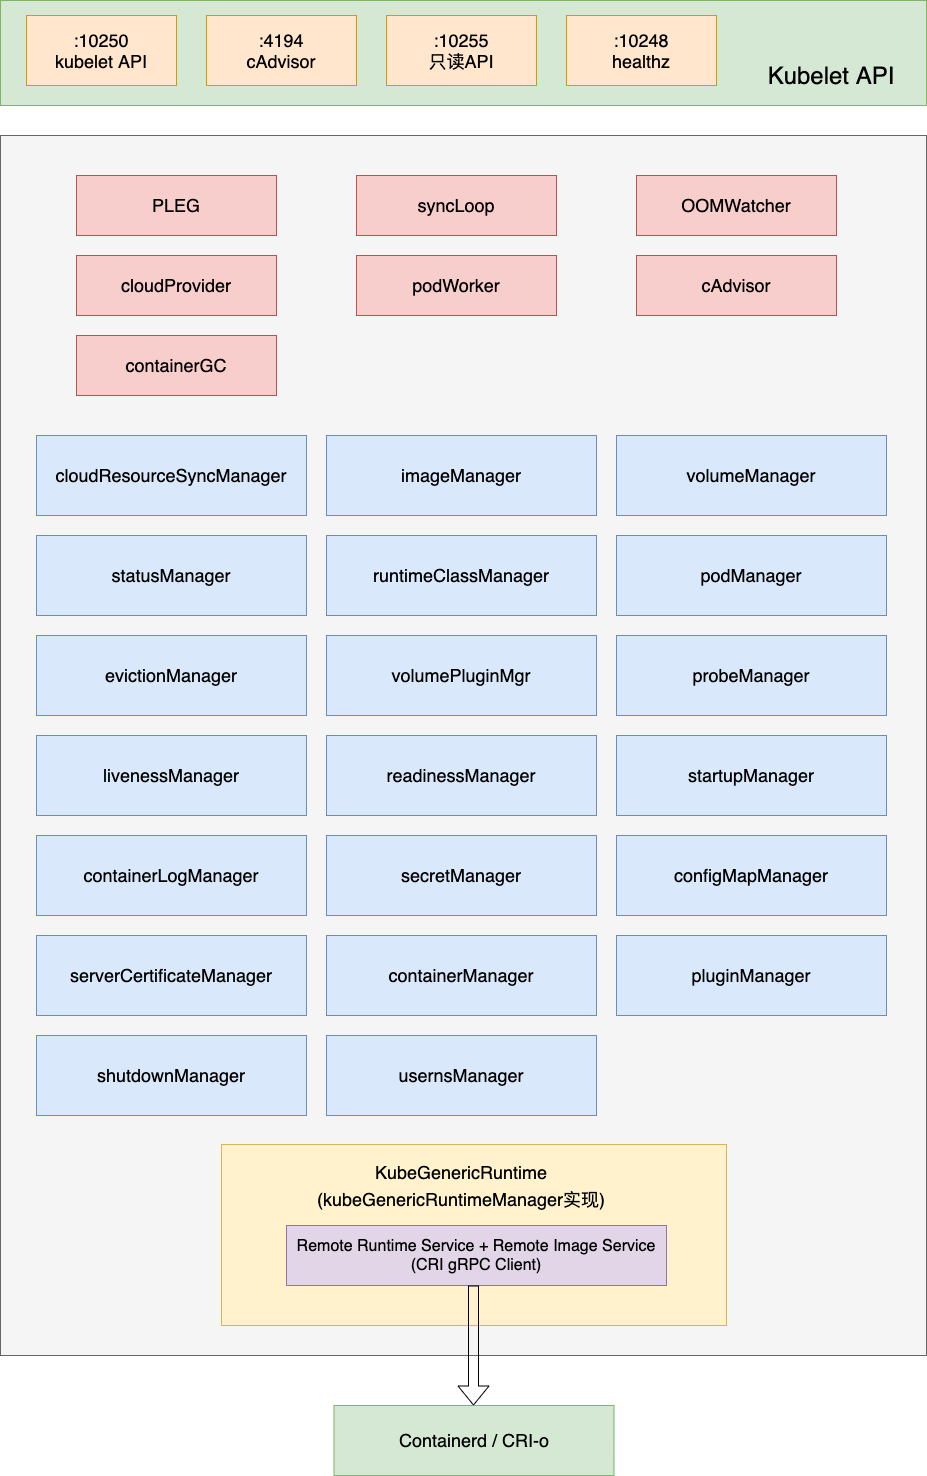 :10250
kubelet API
:4194
cAdvisor
:10255
只读API
:10248
healthz
Kubelet API
PLEG
syncLoop
OOMWatcher
cloudProvider
podWorker
cAdvisor
containerGC
cloudResourceSyncManager
imageManager
volumeManager
statusManager
runtimeClassManager
podManager
evictionManager
volumePluginMgr
probeManager
livenessManager
readinessManager
startupManager
containerLogManager
secretManager
configMapManager
serverCertificateManager
containerManager
pluginManager
shutdownManager
usernsManager
KubeGenericRuntime
(kubeGenericRuntimeManager实现)
Remote Runtime Service + Remote Image Service
(CRI gRPC Client)
Containerd / CRI-o